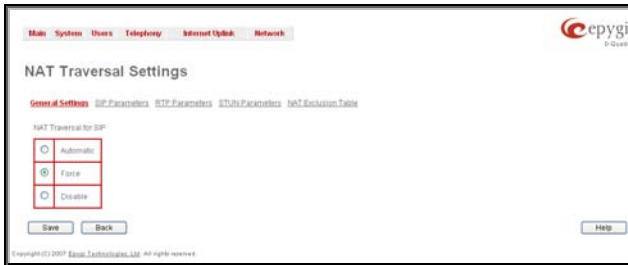 Main System Users Telephony Internet Uplink Network
epygi
NAT Traversal Settings
General Settings SIP Parameters RTP Parameters STUN Parameters NAT Exclusion Table
NAT Traversal for SIP
Automatic
Force
Disable
Save Back Help
Copyright (C) 2007 Epygi Technologies, Ltd. All rights reserved.